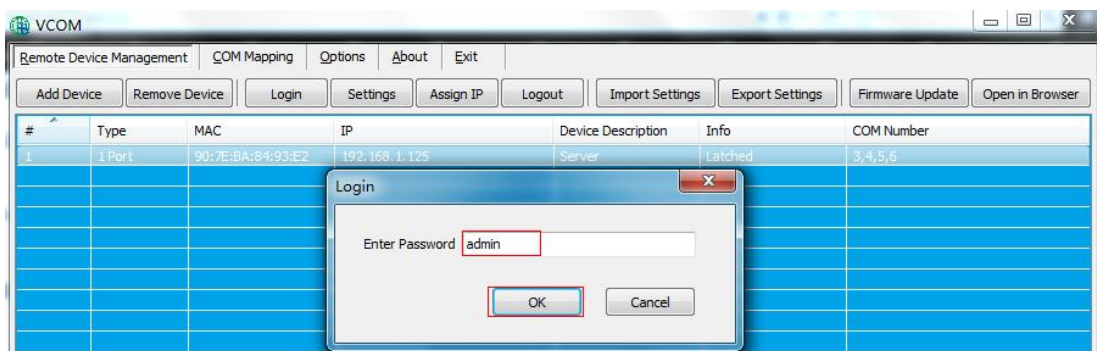 VCOM
Remote Device Management COM Mapping Options About Exit
Add Device Remove Device Login Settings Assign IP Logout Import Settings Export Settings Firmware Update Open in Browser
# Type MAC IP Device Description Info COM Number
1 1 Port 90:7E:BA:84:93:E2 192.168.1.125 Server Latched 3,4,5,6
Login
Enter Password admin
OK Cancel